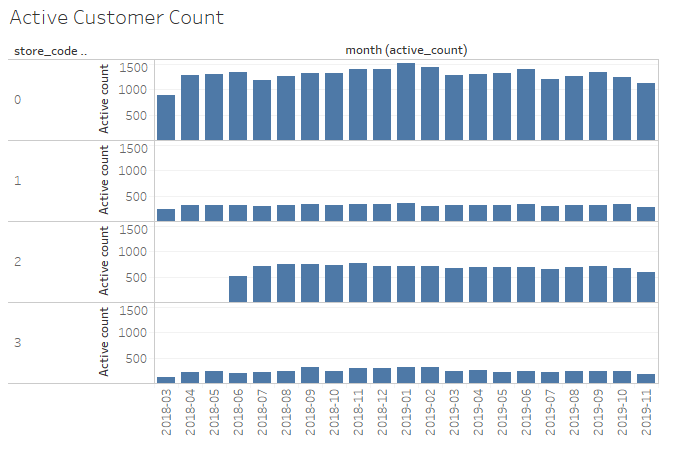 Active Customer Count
store_code .. month (active_count)
0 Active count 1500 1000 500
1 Active count 1500 1000 500
2 Active count 1500 1000 500
3 Active count 1500 1000 500
2018-03 2018-04 2018-05 2018-06 2018-07 2018-08 2018-09 2018-10 2018-11 2018-12 2019-01 2019-02 2019-03 2019-04 2019-05 2019-06 2019-07 2019-08 2019-09 2019-10 2019-11